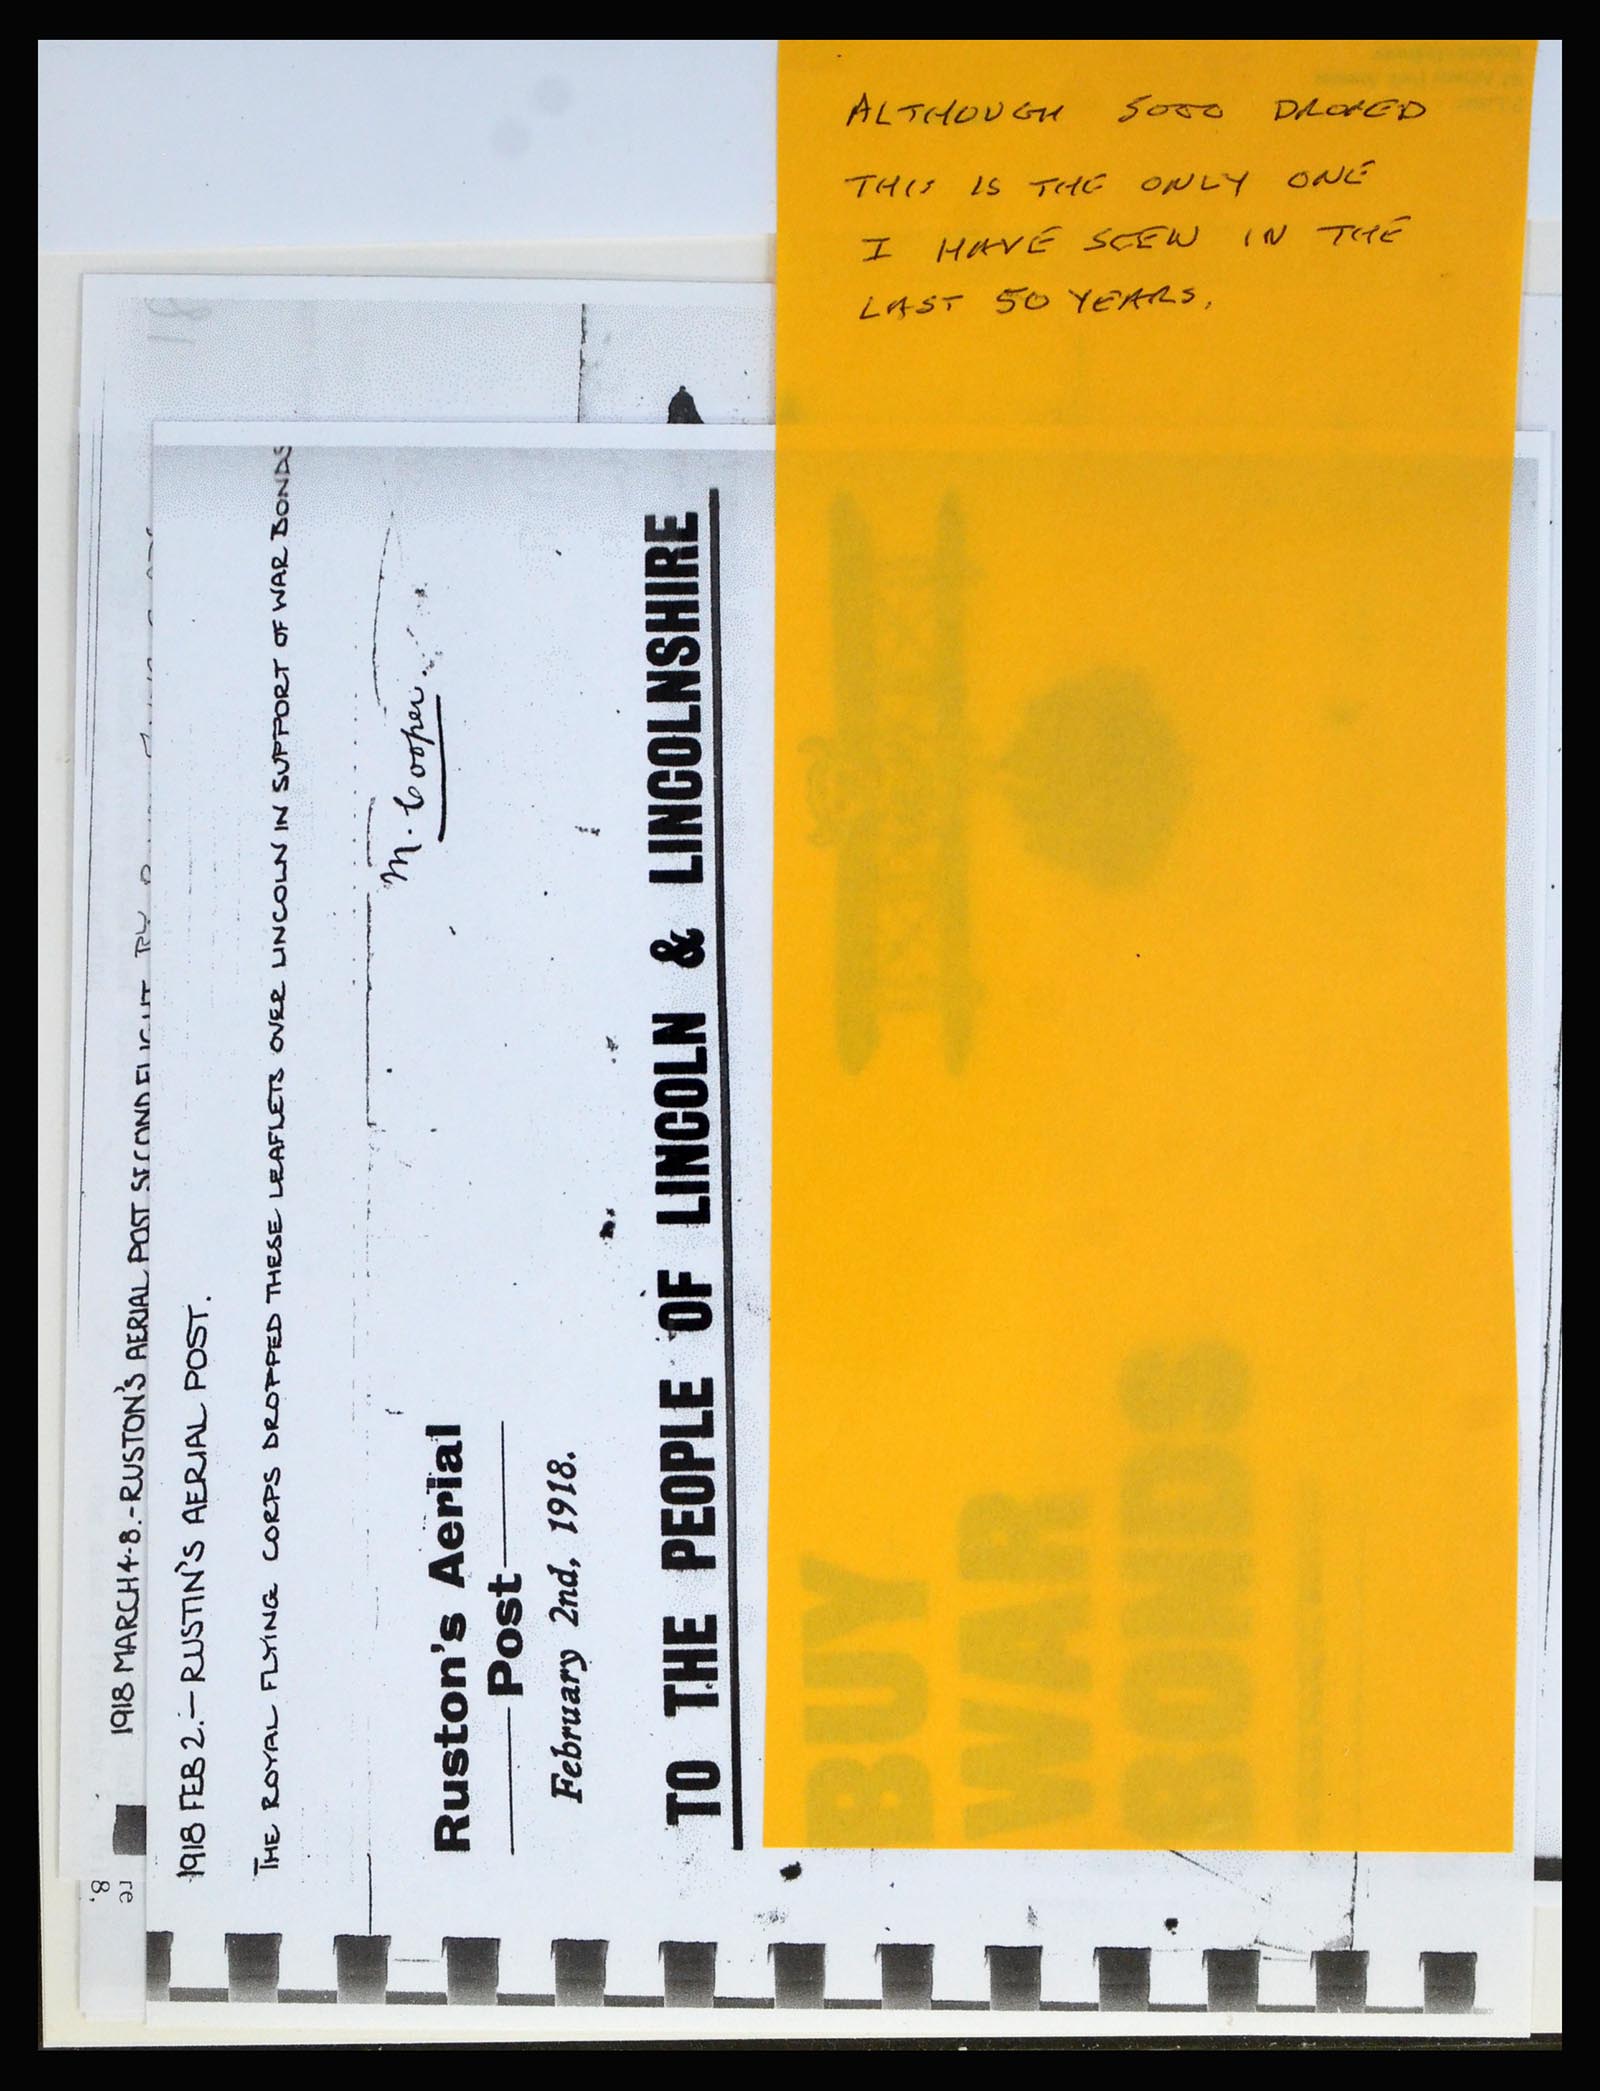 ALTHOUGH 5000 DROPED
THIS IS THE ONLY ONE
I HAVE SEEN IN THE
LAST 50 YEARS.
1918 MARCH 4-8.-RUSTON'S AERIAL POST SECOND FLIGHT
1918 FEB 2.-RUSTIN'S AERIAL POST.
THE ROYAL FLYING CORPS DROPPED THESE LEAFLETS OVER LINCOLN IN SUPPORT OF WAR BONDS
M. Cooper.
Ruston's Aerial
Post
February 2nd, 1918.
TO THE PEOPLE OF LINCOLN & LINCOLNSHIRE
BUY
WAR
BONDS
re
8,